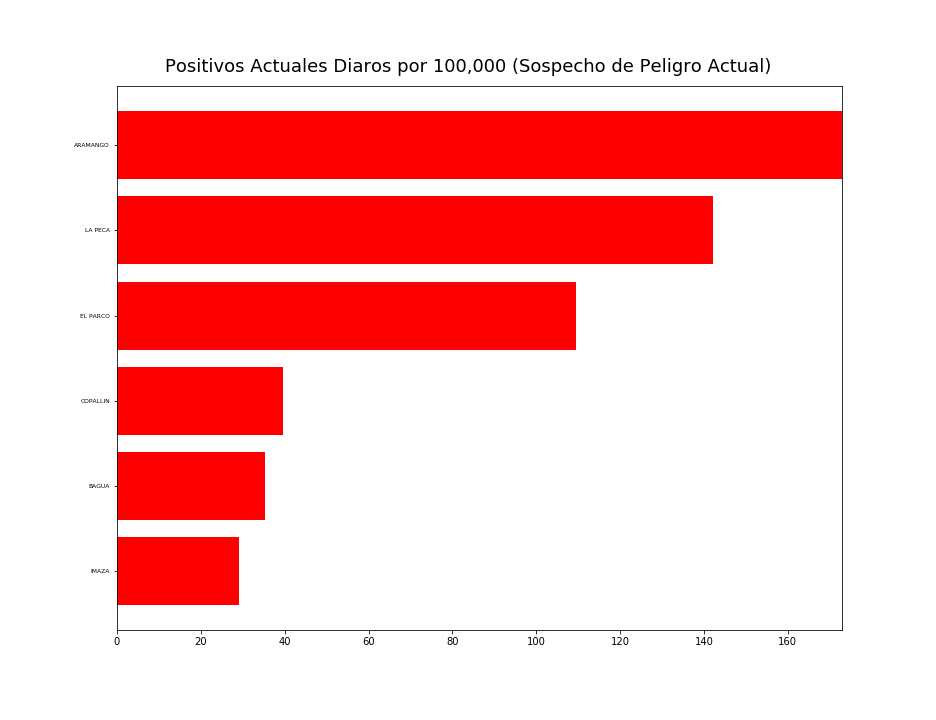 Positivos Actuales Diaros por 100,000 (Sospecho de Peligro Actual)
ARAMANGO
LA PECA
EL PARCO
COPALLIN
BAGUA
IMAZA
0 20 40 60 80 100 120 140 160